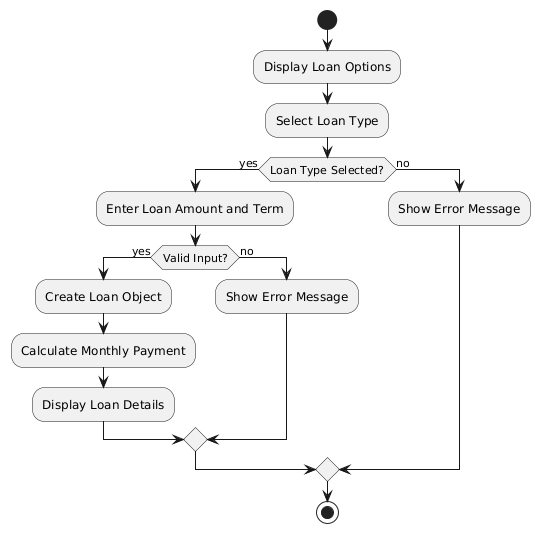 Display Loan Options
Select Loan Type
yes
Loan Type Selected?
no
Enter Loan Amount and Term
Show Error Message
yes
Valid Input?
no
Create Loan Object
Show Error Message
Calculate Monthly Payment
Display Loan Details